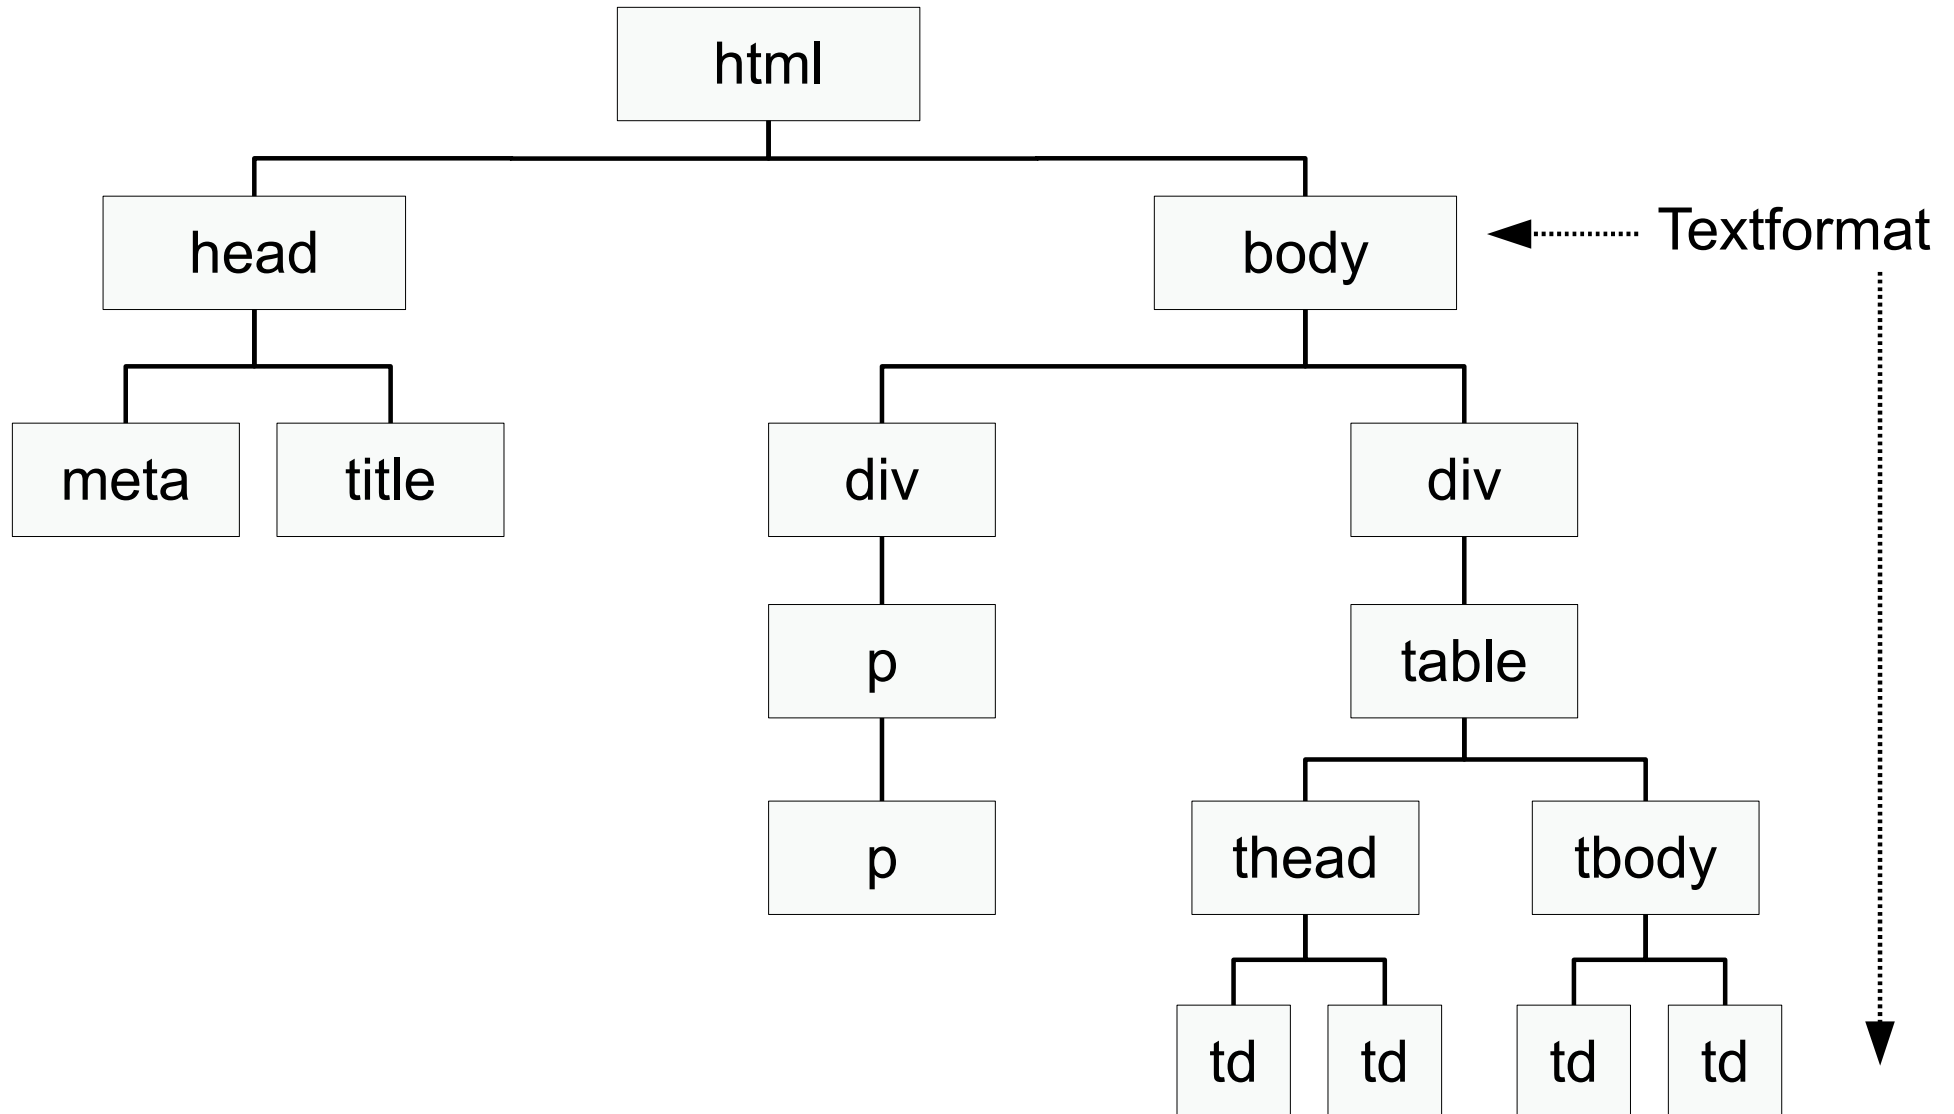 html
head
body
Textformat
meta
title
div
div
p
table
p
thead
tbody
td
td
td
td